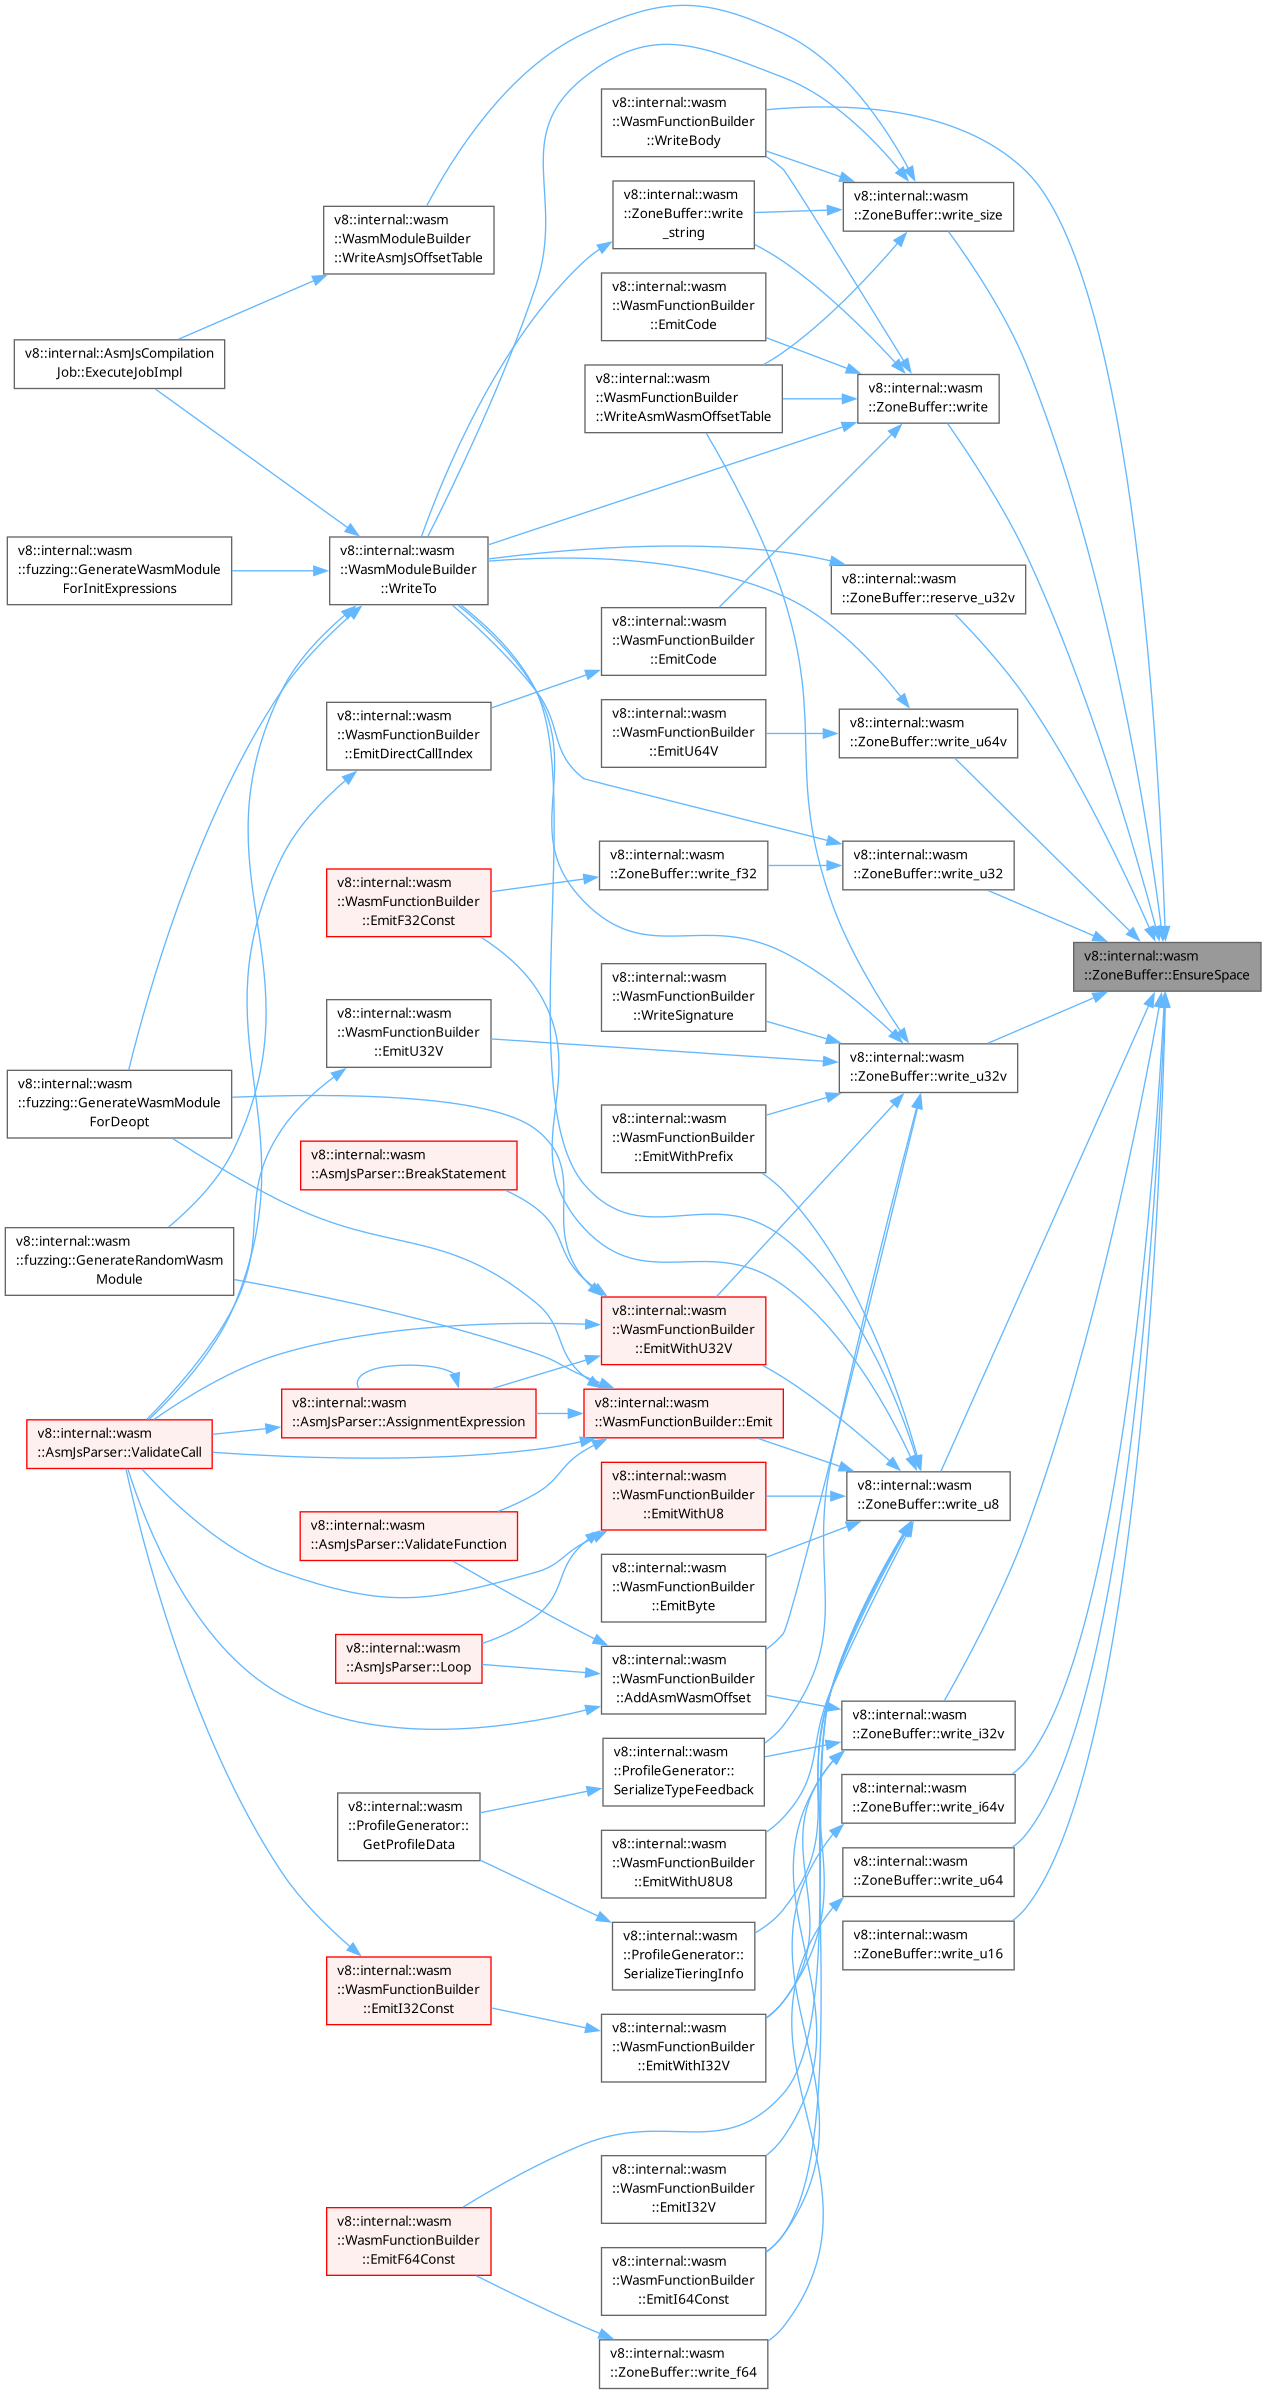 v8::internal::wasm
::WasmFunctionBuilder
::WriteBody
v8::internal::wasm
::ZoneBuffer::write_size
v8::internal::wasm
::ZoneBuffer::write
_string
v8::internal::wasm
::WasmModuleBuilder
::WriteAsmJsOffsetTable
v8::internal::wasm
::WasmFunctionBuilder
::EmitCode
v8::internal::AsmJsCompilation
Job::ExecuteJobImpl
v8::internal::wasm
::WasmFunctionBuilder
::WriteAsmWasmOffsetTable
v8::internal::wasm
::ZoneBuffer::write
v8::internal::wasm
::fuzzing::GenerateWasmModule
ForInitExpressions
v8::internal::wasm
::WasmModuleBuilder
::WriteTo
v8::internal::wasm
::ZoneBuffer::reserve_u32v
v8::internal::wasm
::WasmFunctionBuilder
::EmitCode
v8::internal::wasm
::WasmFunctionBuilder
::EmitDirectCallIndex
v8::internal::wasm
::WasmFunctionBuilder
::EmitU64V
v8::internal::wasm
::ZoneBuffer::write_u64v
v8::internal::wasm
::WasmFunctionBuilder
::EmitF32Const
v8::internal::wasm
::ZoneBuffer::write_f32
v8::internal::wasm
::ZoneBuffer::write_u32
v8::internal::wasm
::ZoneBuffer::EnsureSpace
v8::internal::wasm
::WasmFunctionBuilder
::WriteSignature
v8::internal::wasm
::WasmFunctionBuilder
::EmitU32V
v8::internal::wasm
::ZoneBuffer::write_u32v
v8::internal::wasm
::fuzzing::GenerateWasmModule
ForDeopt
v8::internal::wasm
::WasmFunctionBuilder
::EmitWithPrefix
v8::internal::wasm
::AsmJsParser::BreakStatement
v8::internal::wasm
::fuzzing::GenerateRandomWasm
Module
v8::internal::wasm
::WasmFunctionBuilder
::EmitWithU32V
v8::internal::wasm
::AsmJsParser::AssignmentExpression
v8::internal::wasm
::WasmFunctionBuilder::Emit
v8::internal::wasm
::AsmJsParser::ValidateCall
v8::internal::wasm
::WasmFunctionBuilder
::EmitWithU8
v8::internal::wasm
::ZoneBuffer::write_u8
v8::internal::wasm
::AsmJsParser::ValidateFunction
v8::internal::wasm
::WasmFunctionBuilder
::EmitByte
v8::internal::wasm
::AsmJsParser::Loop
v8::internal::wasm
::WasmFunctionBuilder
::AddAsmWasmOffset
v8::internal::wasm
::ZoneBuffer::write_i32v
v8::internal::wasm
::ProfileGenerator::
SerializeTypeFeedback
v8::internal::wasm
::ZoneBuffer::write_i64v
v8::internal::wasm
::ProfileGenerator::
GetProfileData
v8::internal::wasm
::WasmFunctionBuilder
::EmitWithU8U8
v8::internal::wasm
::ZoneBuffer::write_u64
v8::internal::wasm
::ZoneBuffer::write_u16
v8::internal::wasm
::ProfileGenerator::
SerializeTieringInfo
v8::internal::wasm
::WasmFunctionBuilder
::EmitI32Const
v8::internal::wasm
::WasmFunctionBuilder
::EmitWithI32V
v8::internal::wasm
::WasmFunctionBuilder
::EmitI32V
v8::internal::wasm
::WasmFunctionBuilder
::EmitF64Const
v8::internal::wasm
::WasmFunctionBuilder
::EmitI64Const
v8::internal::wasm
::ZoneBuffer::write_f64